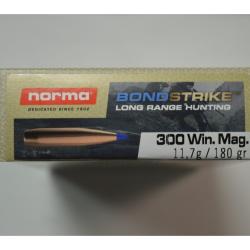 norma
DEDICATED SINCE 1902
BONDSTRIKE
LONG RANGE HUNTING
300 Win. Mag.
11,7g / 180 gr